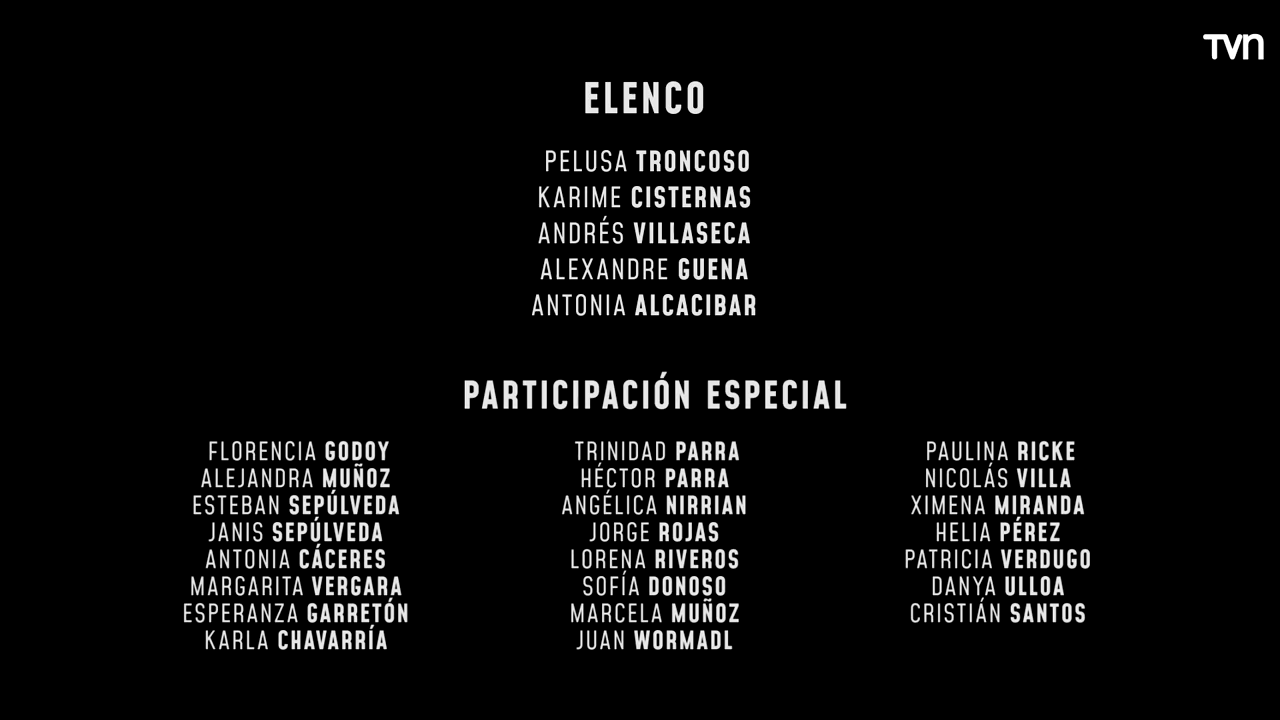 TVN
ELENCO
PELUSA TRONCOSO
KARIME CISTERNAS
ANDRÉS VILLASECA
ALEXANDRE GUENA
ANTONIA ALCACIBAR
PARTICIPACIÓN ESPECIAL
FLORENCIA GODOY
ALEJANDRA MUÑOZ
ESTEBAN SEPÚLVEDA
JANIS SEPÚLVEDA
ANTONIA CÁCERES
MARGARITA VERGARA
ESPERANZA GARRETÓN
KARLA CHAVARRÍA
TRINIDAD PARRA
HÉCTOR PARRA
ANGÉLICA NIRRIAN
JORGE ROJAS
LORENA RIVEROS
SOFÍA DONOSO
MARCELA MUÑOZ
JUAN WORMADL
PAULINA RICKE
NICOLÁS VILLA
XIMENA MIRANDA
HELIA PÉREZ
PATRICIA VERDUGO
DANYA ULLOA
CRISTIÁN SANTOS